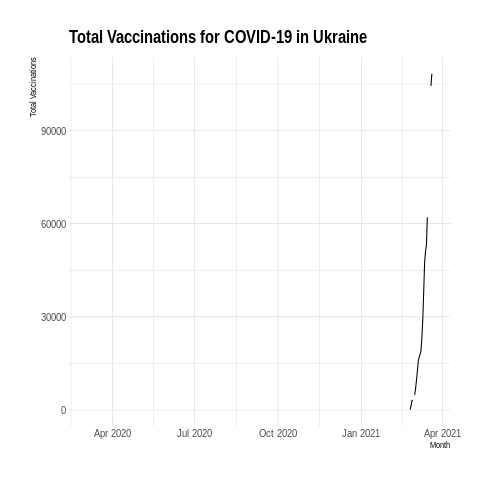 Total Vaccinations for COVID-19 in Ukraine
Total Vaccinations
90000
60000
30000
0
Apr 2020 Jul 2020 Oct 2020 Jan 2021 Apr 2021
Month